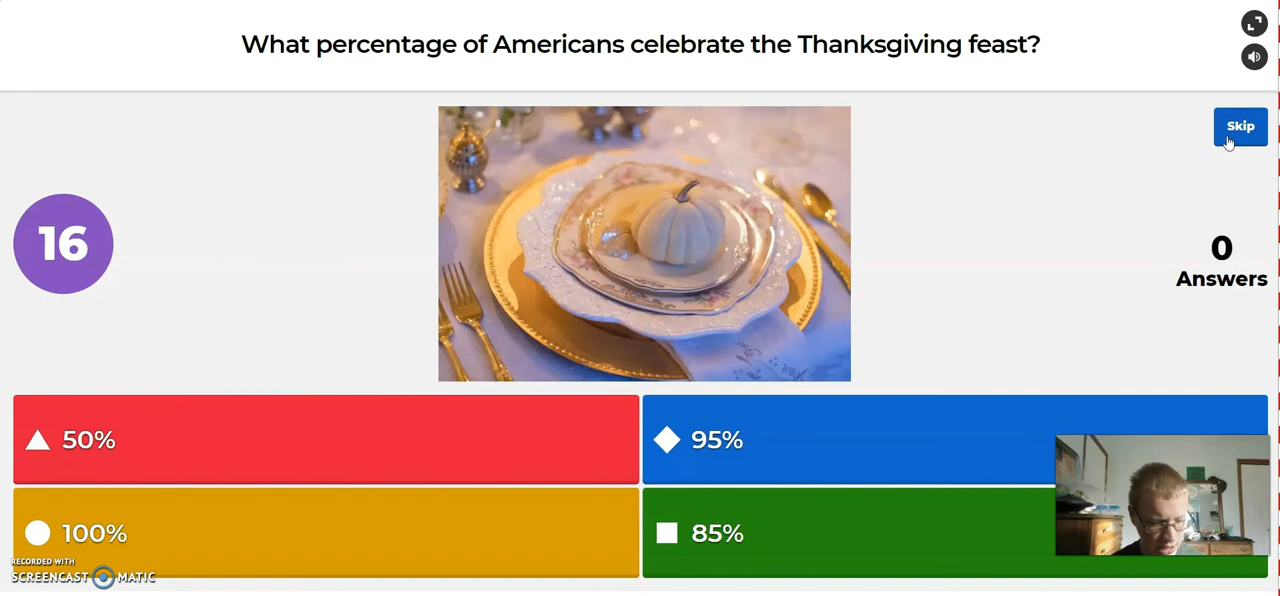 What percentage of Americans celebrate the Thanksgiving feast?
Skip
16
0
Answers
50%
95%
100%
85%
RECORDED WITH
SCREENCAST MATIC